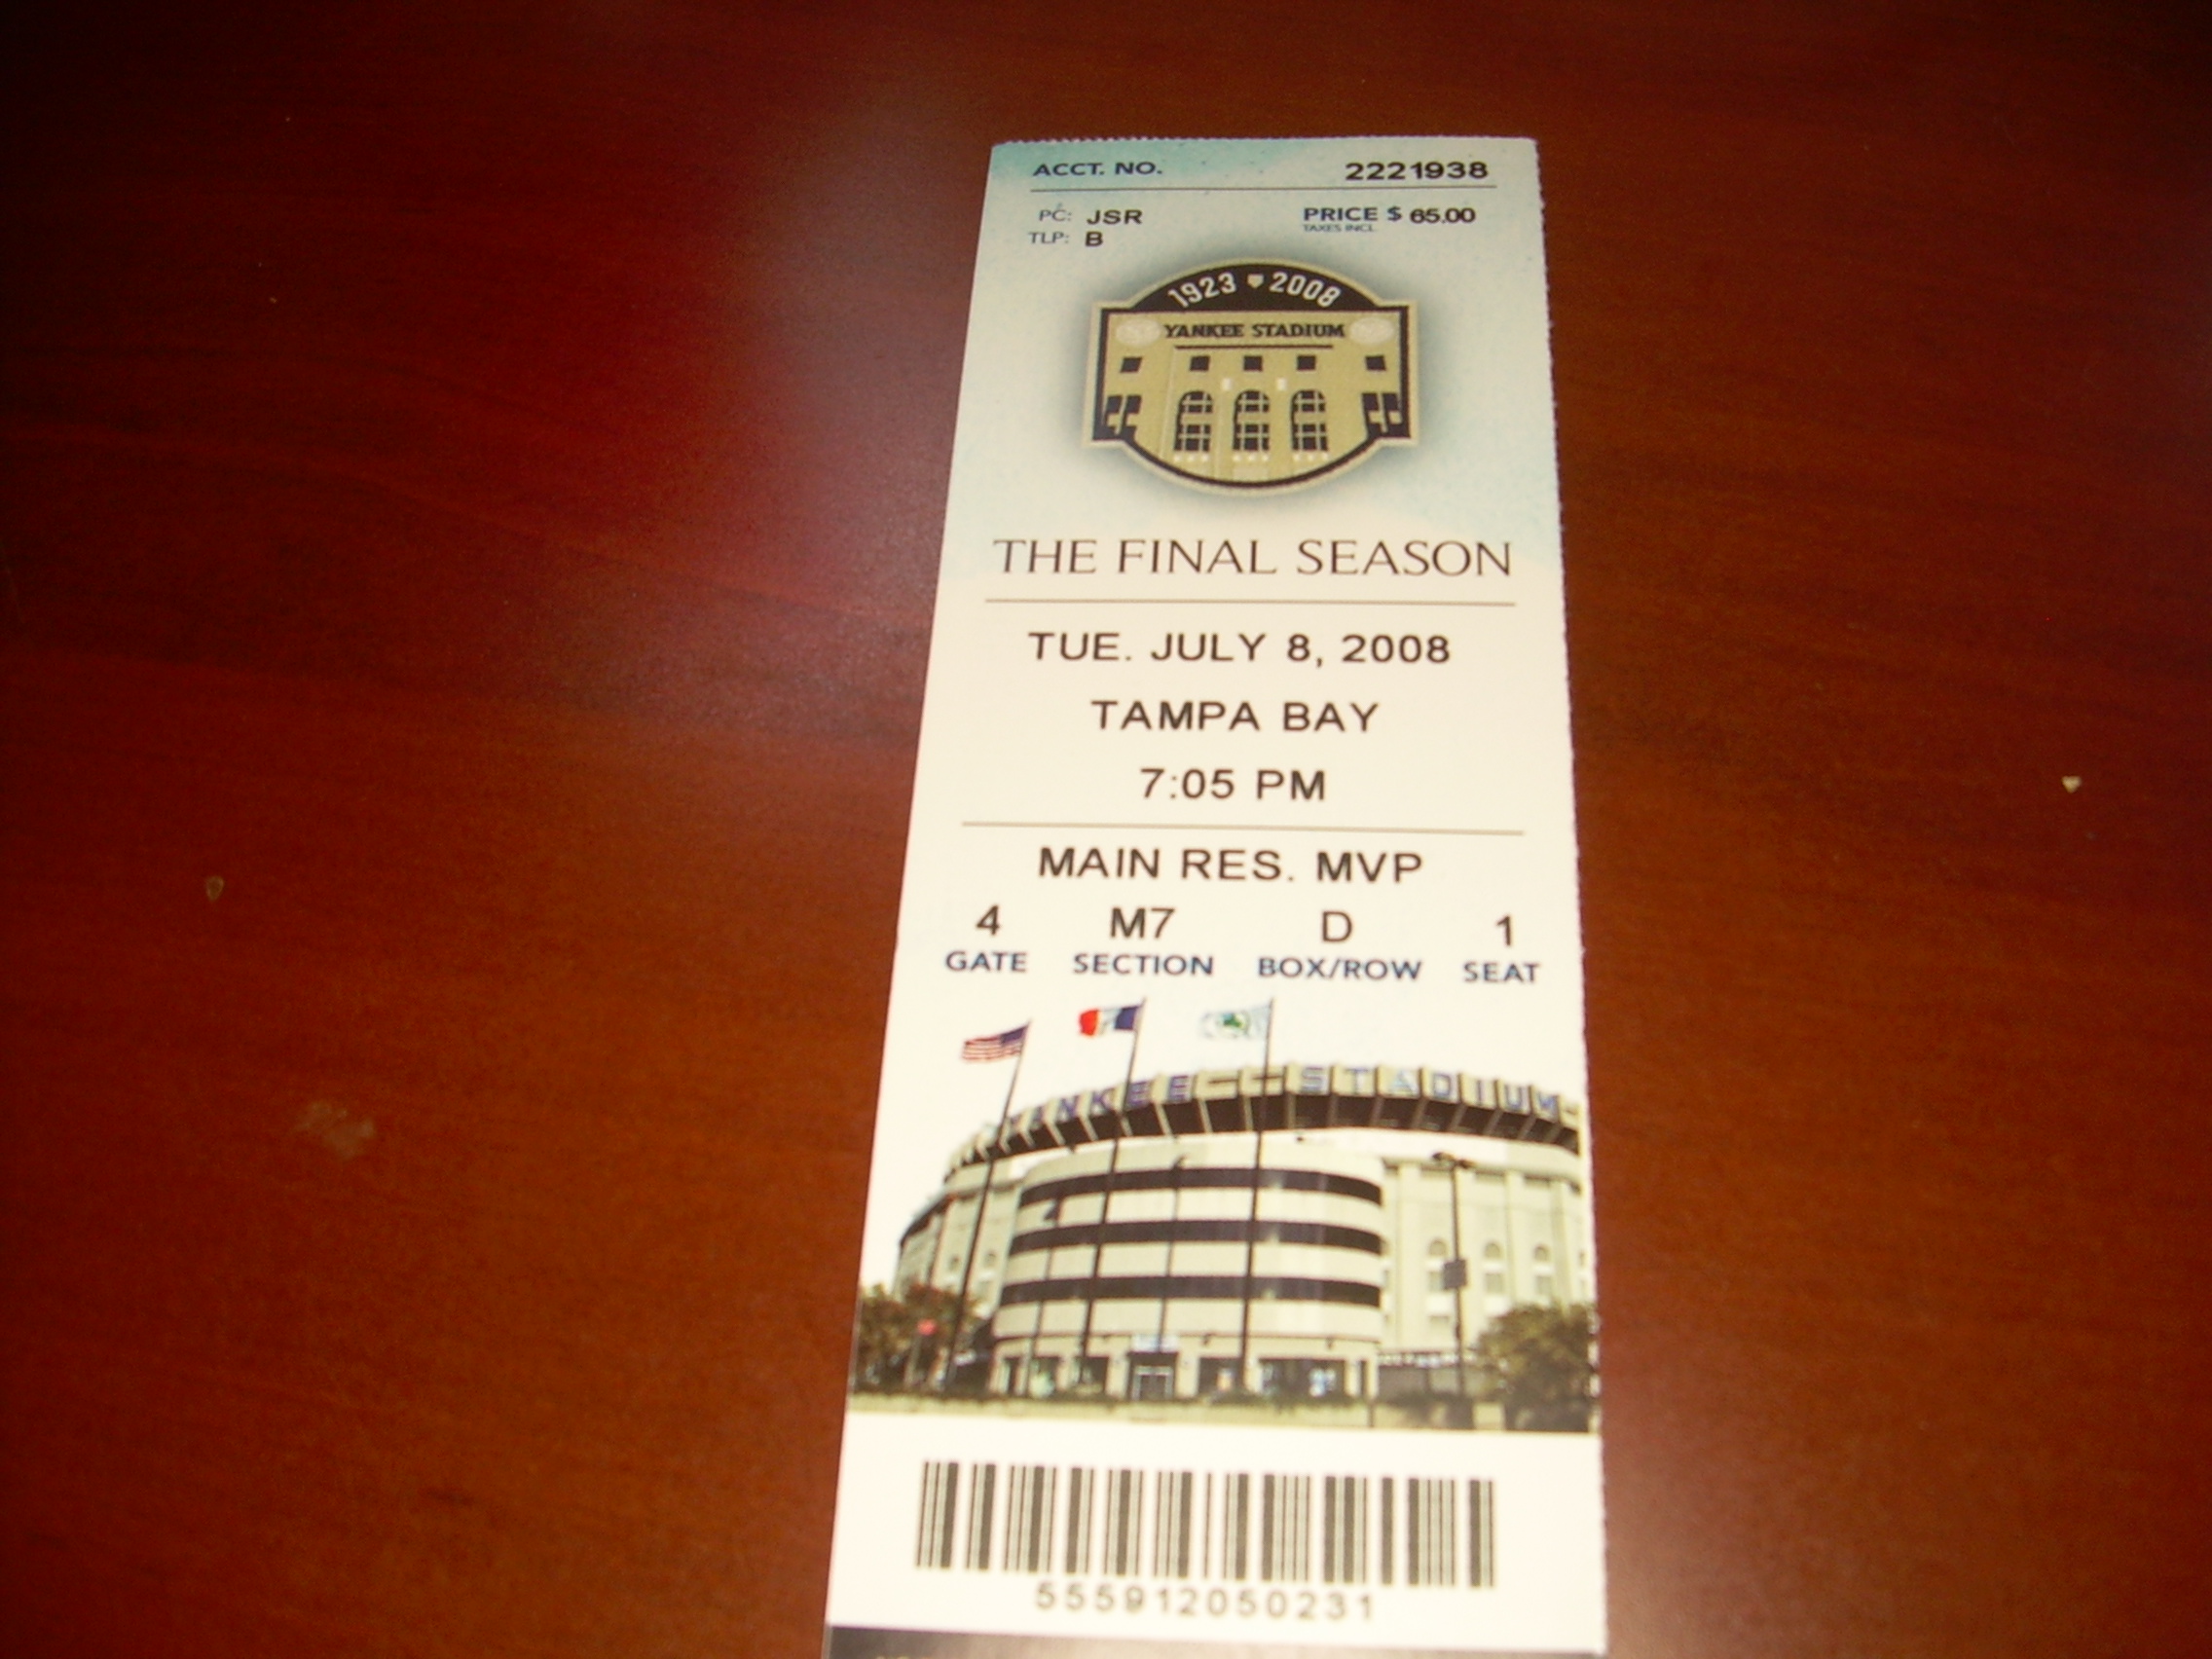 ACCT. NO. 2221938
PC: JSR PRICE $ 65.00
TAXES INCL.
TLP: B
1923 2008
YANKEE STADIUM
THE FINAL SEASON
TUE. JULY 8, 2008
TAMPA BAY
7:05 PM
MAIN RES. MVP
4 M7 D 1
GATE SECTION BOX/ROW SEAT
YANKEE STADIUM
555912050231